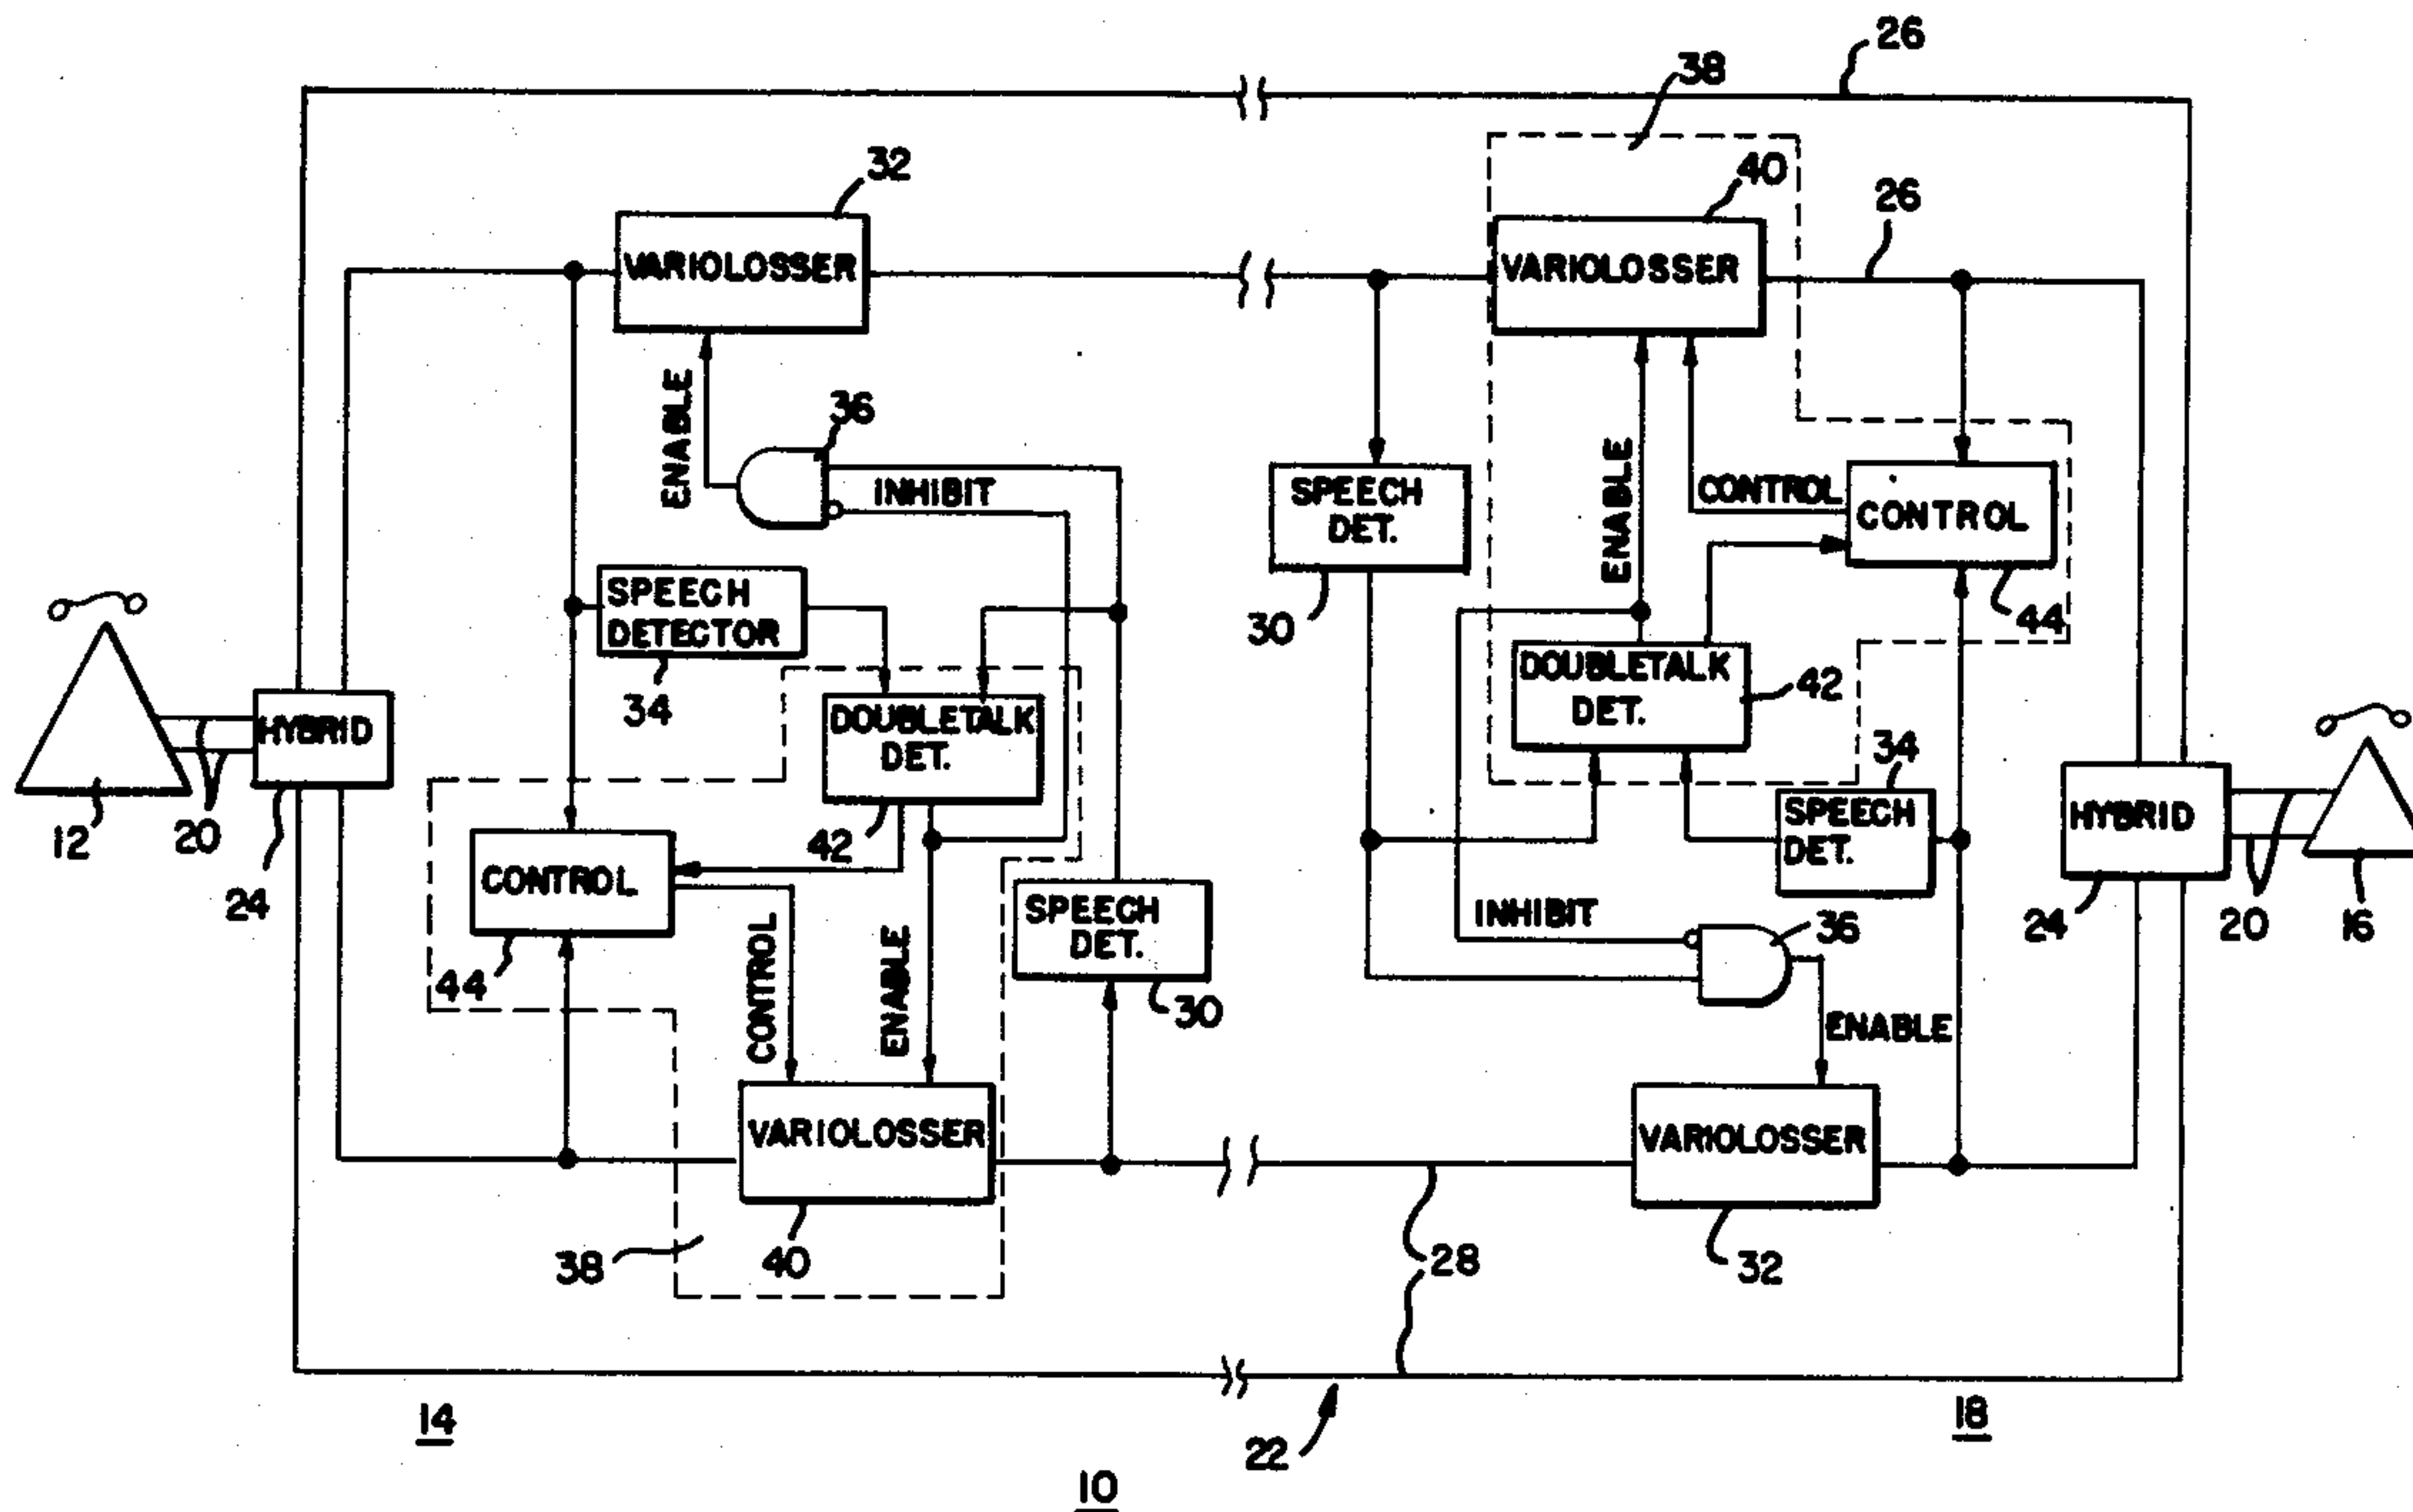 26
38
32
40
26
VARIOLOSSER
VARIOLOSSER
ENABLE
36
INHIBIT
SPEECH
DET.
30
ENABLE
CONTROL
CONTROL
44
SPEECH
DETECTOR
34
DOUBLETALK
DET.
42
DOUBLETALK
DET.
42
34
SPEECH
DET.
HYBRID
12
20
24
HYBRID
24
20
16
CONTROL
44
CONTROL
ENABLE
SPEECH
DET.
30
INHIBIT
36
ENABLE
VARIOLOSSER
40
38
VARIOLOSSER
32
28
14
18
22
10